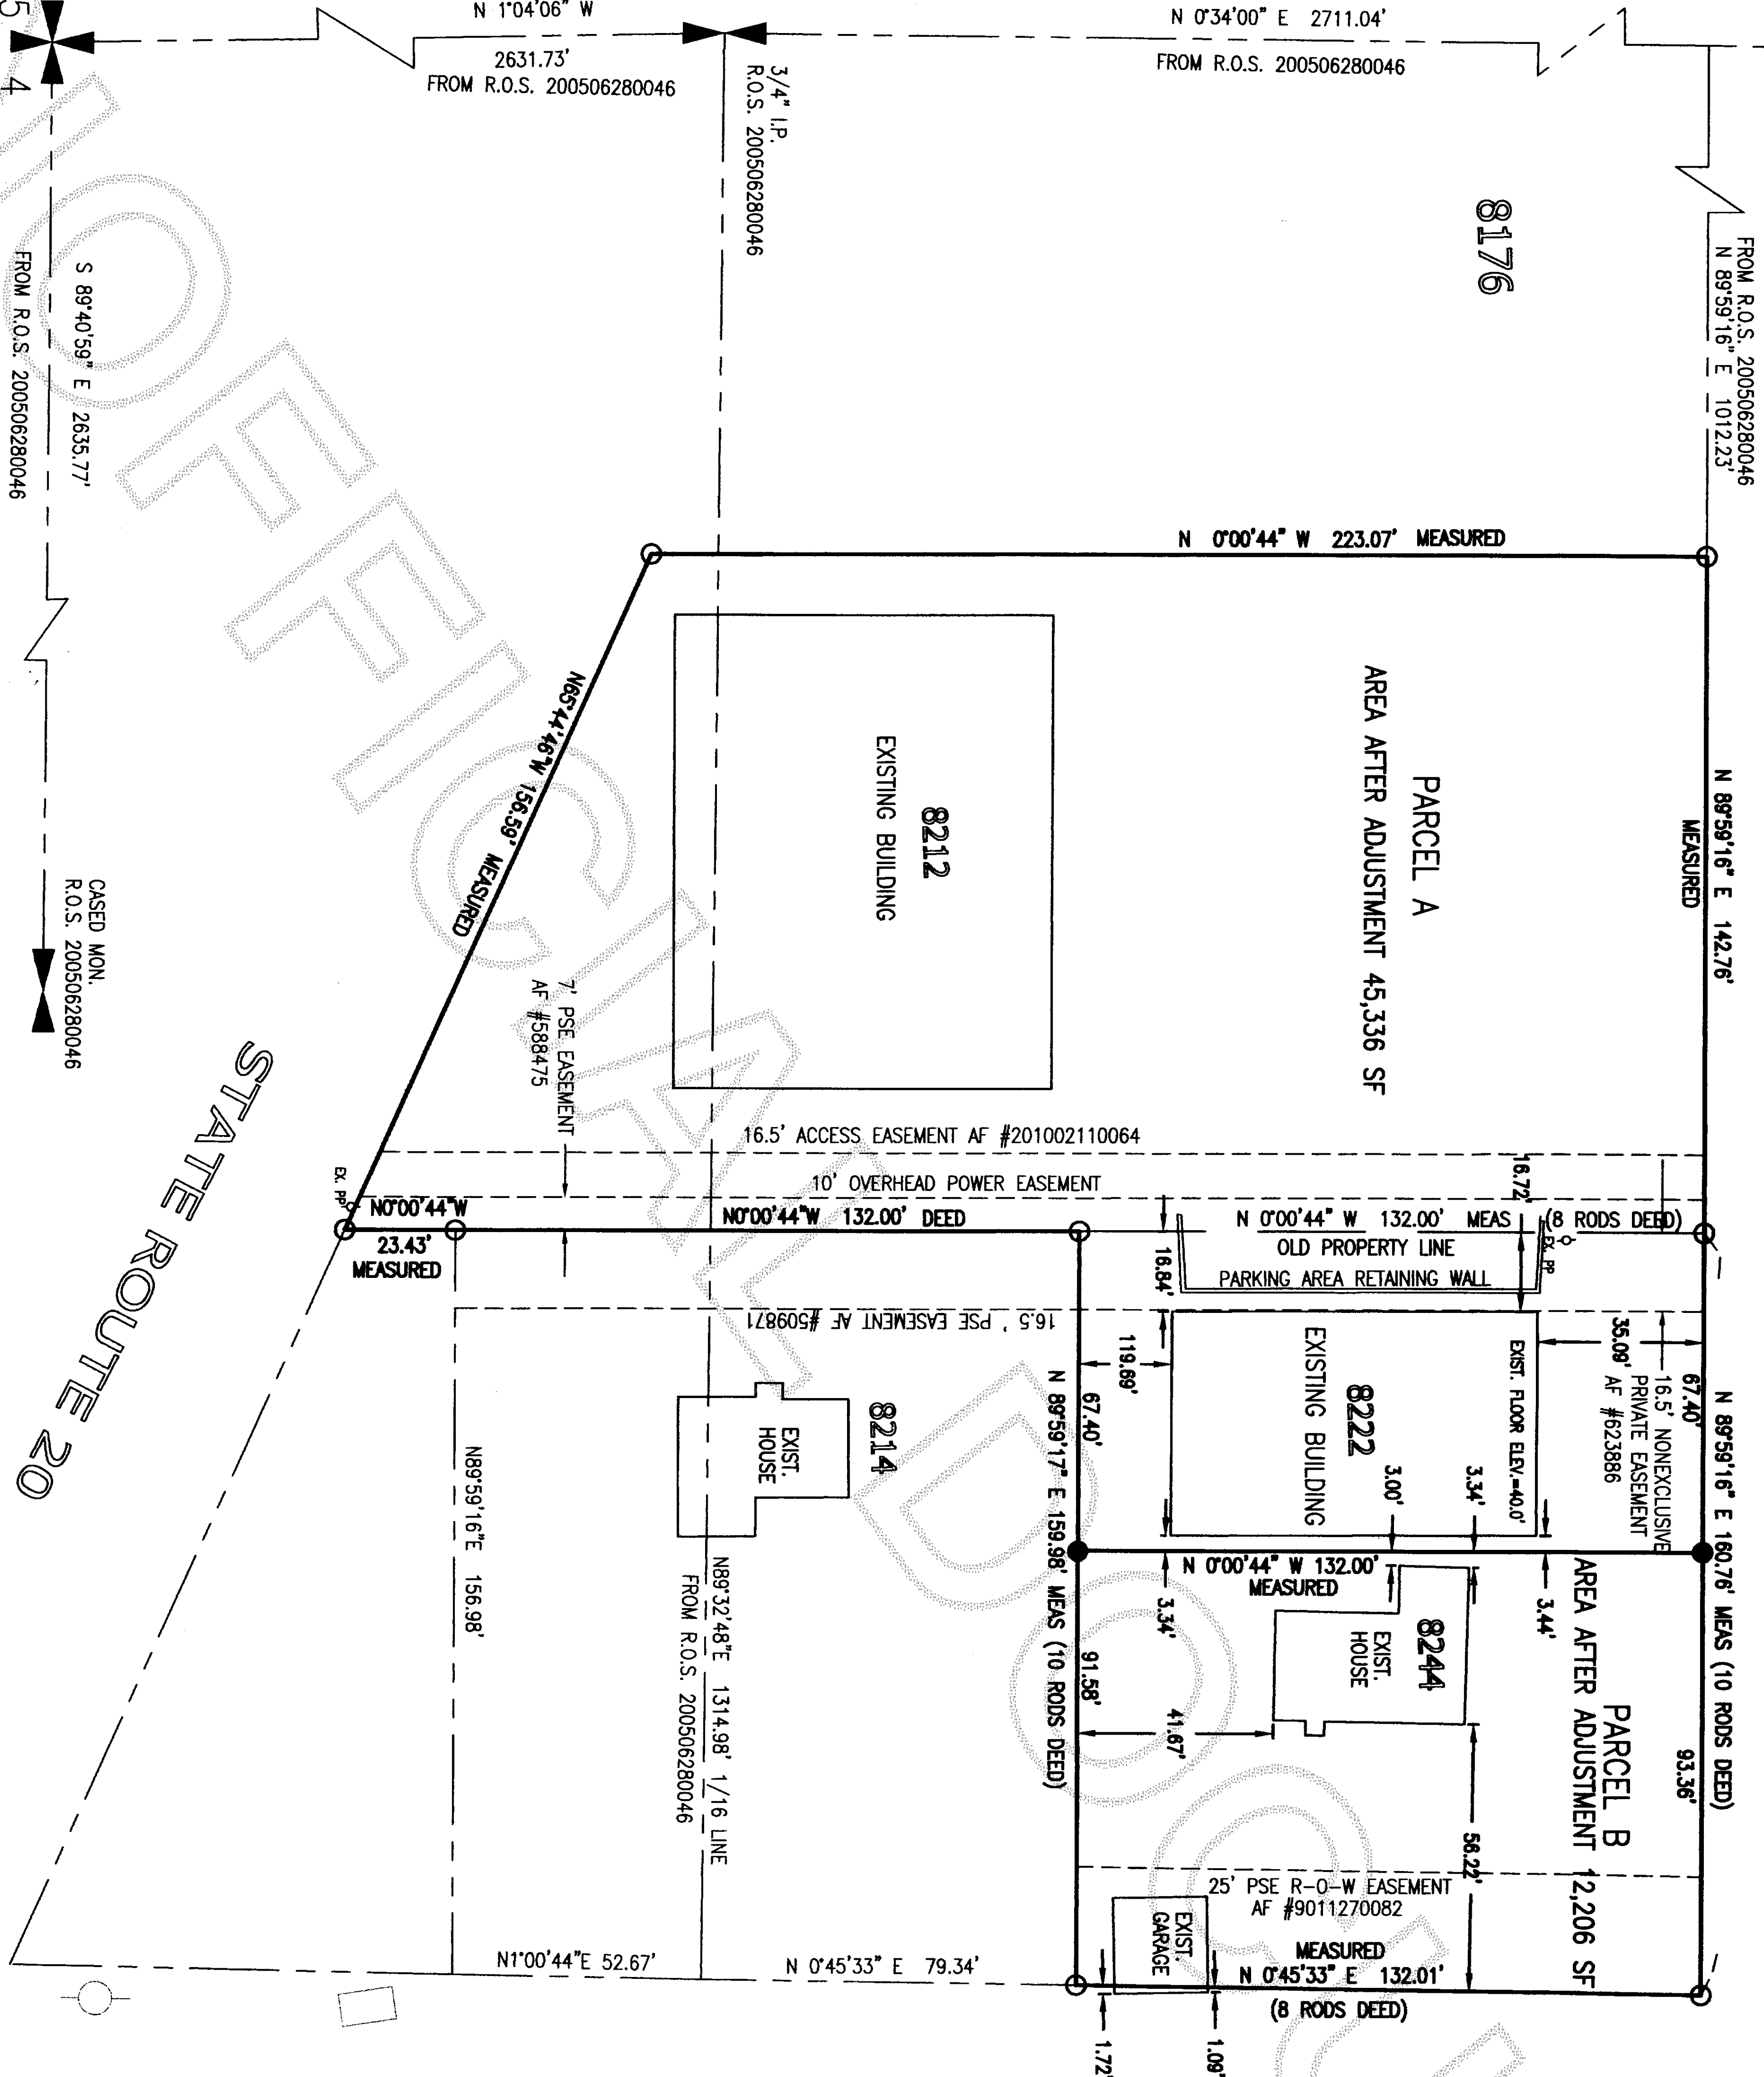 N 1°04'06" W
2631.73'
FROM R.O.S. 200506280046
N 0°34'00" E 2711.04'
FROM R.O.S. 200506280046
3/4" I.P.
R.O.S. 200506280046
5
4
S 89°40'59" E 2635.77'
FROM R.O.S. 200506280046
CASED MON.
R.O.S. 200506280046
8176
FROM R.O.S. 200506280046
N 89°59'16" E 1012.23'
N 0°00'44" W 223.07' MEASURED
N 89°59'16" E 142.76'
MEASURED
PARCEL A
AREA AFTER ADJUSTMENT 45,336 SF
8212
EXISTING BUILDING
N65°44'46"W 156.59' MEASURED
7' PSE EASEMENT
AF #588475
16.5' ACCESS EASEMENT AF #201002110064
10' OVERHEAD POWER EASEMENT
EX. PP
N0°00'44"W
23.43'
MEASURED
N0°00'44"W 132.00' DEED
N 0°00'44" W 132.00' MEAS (8 RODS DEED)
OLD PROPERTY LINE
PARKING AREA RETAINING WALL
16.72'
EX. PP
16.84'
16.5 ' PSE EASEMENT AF #509871
119.69'
35.09'
67.40'
16.5' NONEXCLUSIVE
PRIVATE EASEMENT
AF #623886
N 89°59'16" E 160.76' MEAS (10 RODS DEED)
93.36'
EXIST. FLOOR ELEV.=40.0'
8222
EXISTING BUILDING
3.00'
3.34'
3.44'
3.34'
N 0°00'44" W 132.00'
MEASURED
67.40'
N 89°59'17" E 159.98' MEAS (10 RODS DEED)
91.58'
8214
EXIST.
HOUSE
N89°59'16"E 156.98'
N89°32'48"E 1314.98' 1/16 LINE
FROM R.O.S. 200506280046
PARCEL B
AREA AFTER ADJUSTMENT 12,206 SF
8244
EXIST.
HOUSE
41.67'
56.22'
25' PSE R-O-W EASEMENT
AF #9011270082
EXIST.
GARAGE
MEASURED
N 0°45'33" E 132.01'
(8 RODS DEED)
1.09'
1.72'
N1°00'44"E 52.67'
N 0°45'33" E 79.34'
STATE ROUTE 20